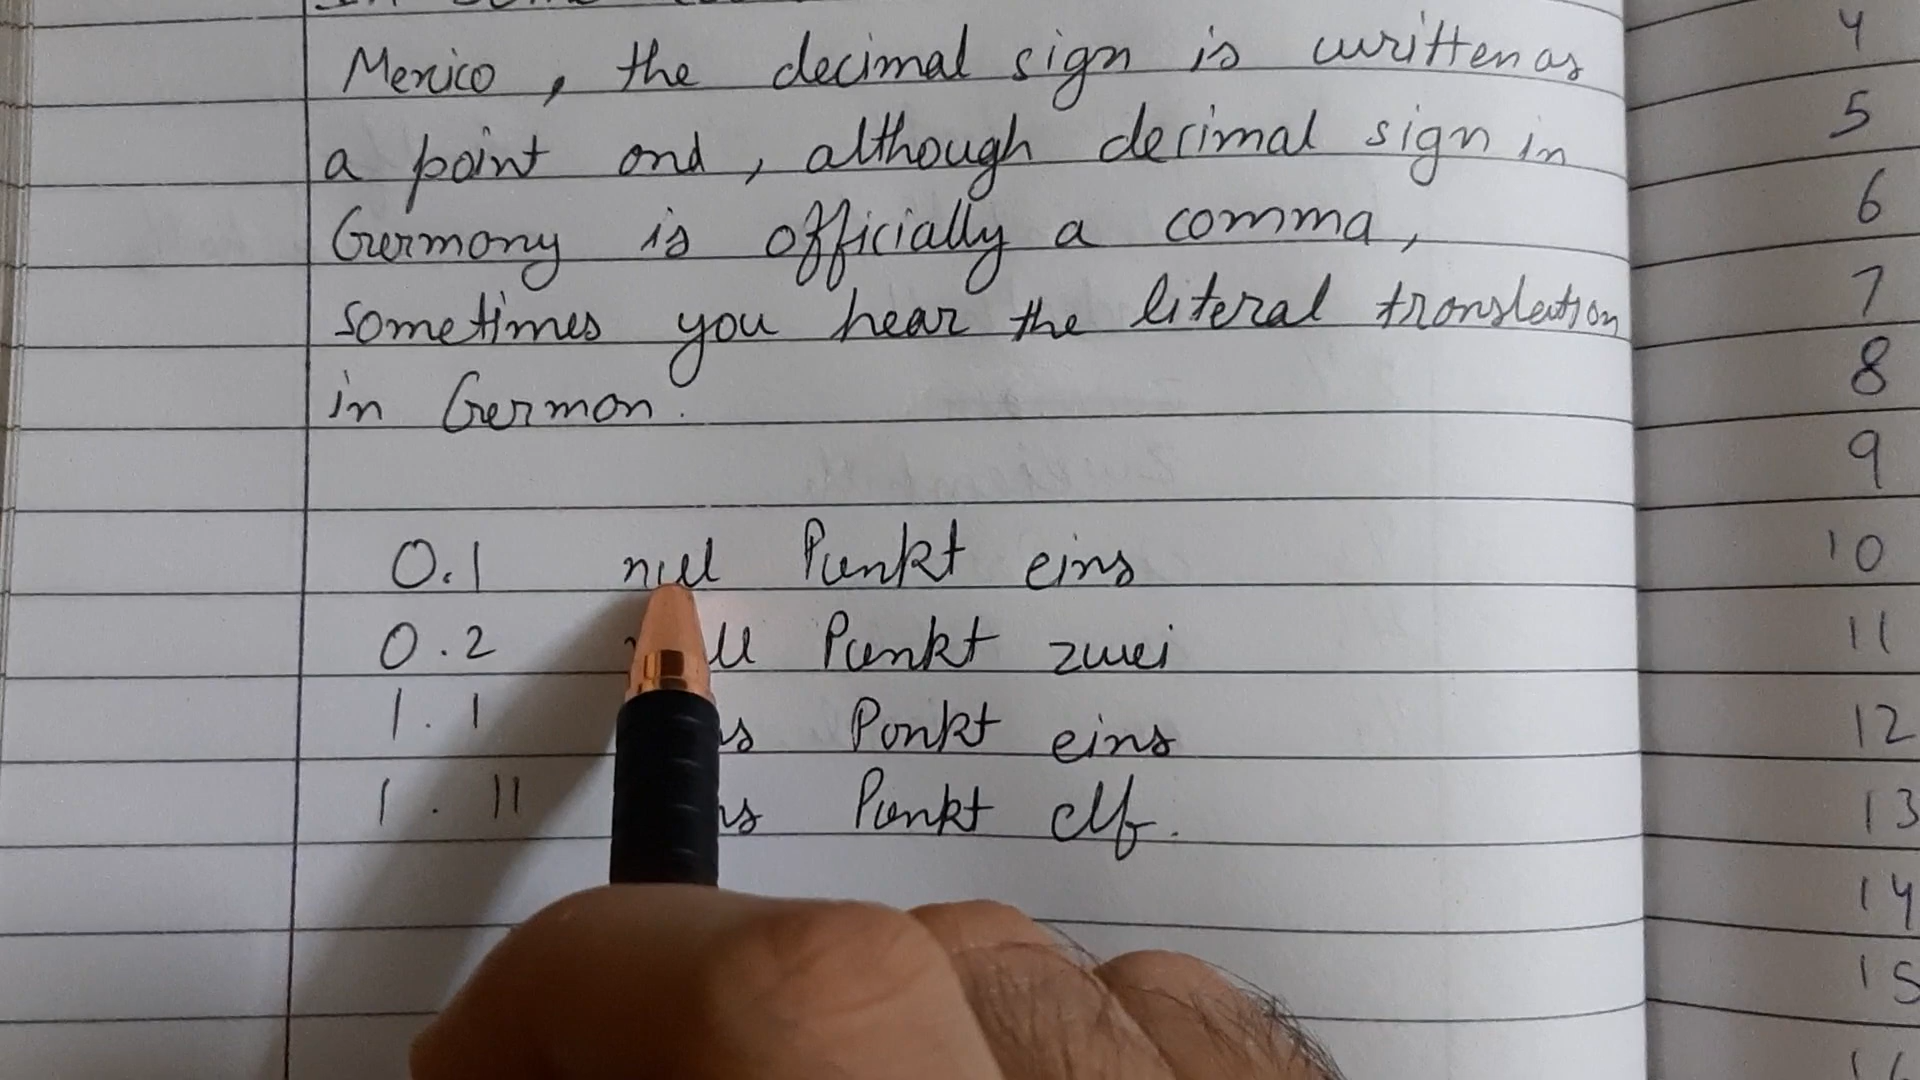 Mexico, the decimal sign is written as
a point and, although decimal sign in
Germany is officially a comma,
sometimes you hear the literal translation
in German.
0.1 null Punkt eins
0.2 Punkt zwei
1.1 Ponkt eins
1.11 Punkt elf.
4
5
6
7
8
9
10
11
12
13
14
15